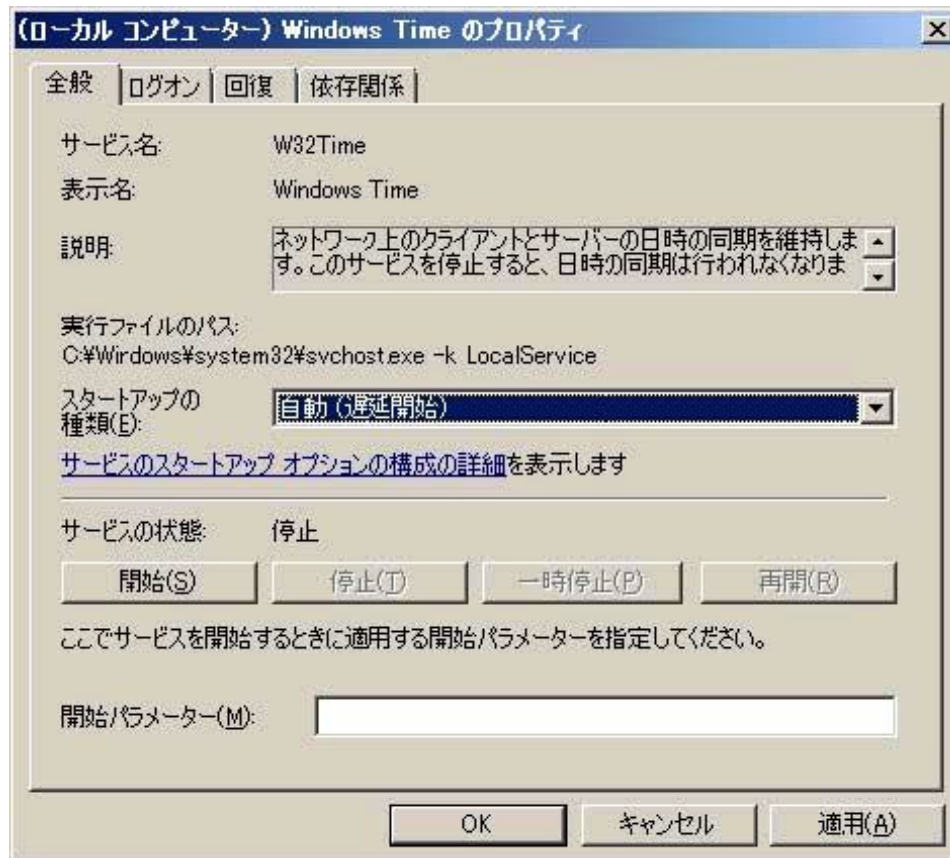 (ローカル コンピューター) Windows Time のプロパティ
全般 ログオン 回復 依存関係
サービス名: W32Time
表示名: Windows Time
説明: ネットワーク上のクライアントとサーバーの日時の同期を維持しま
す。このサービスを停止すると、日時の同期は行われなくなりま
実行ファイルのパス:
C:¥Windows¥system32¥svchost.exe -k LocalService
スタートアップの
種類(E): 自動 (遅延開始)
サービスのスタートアップ オプションの構成の詳細を表示します
サービスの状態: 停止
開始(S) 停止(T) 一時停止(P) 再開(R)
ここでサービスを開始するときに適用する開始パラメーターを指定してください。
開始パラメーター(M):
OK キャンセル 適用(A)